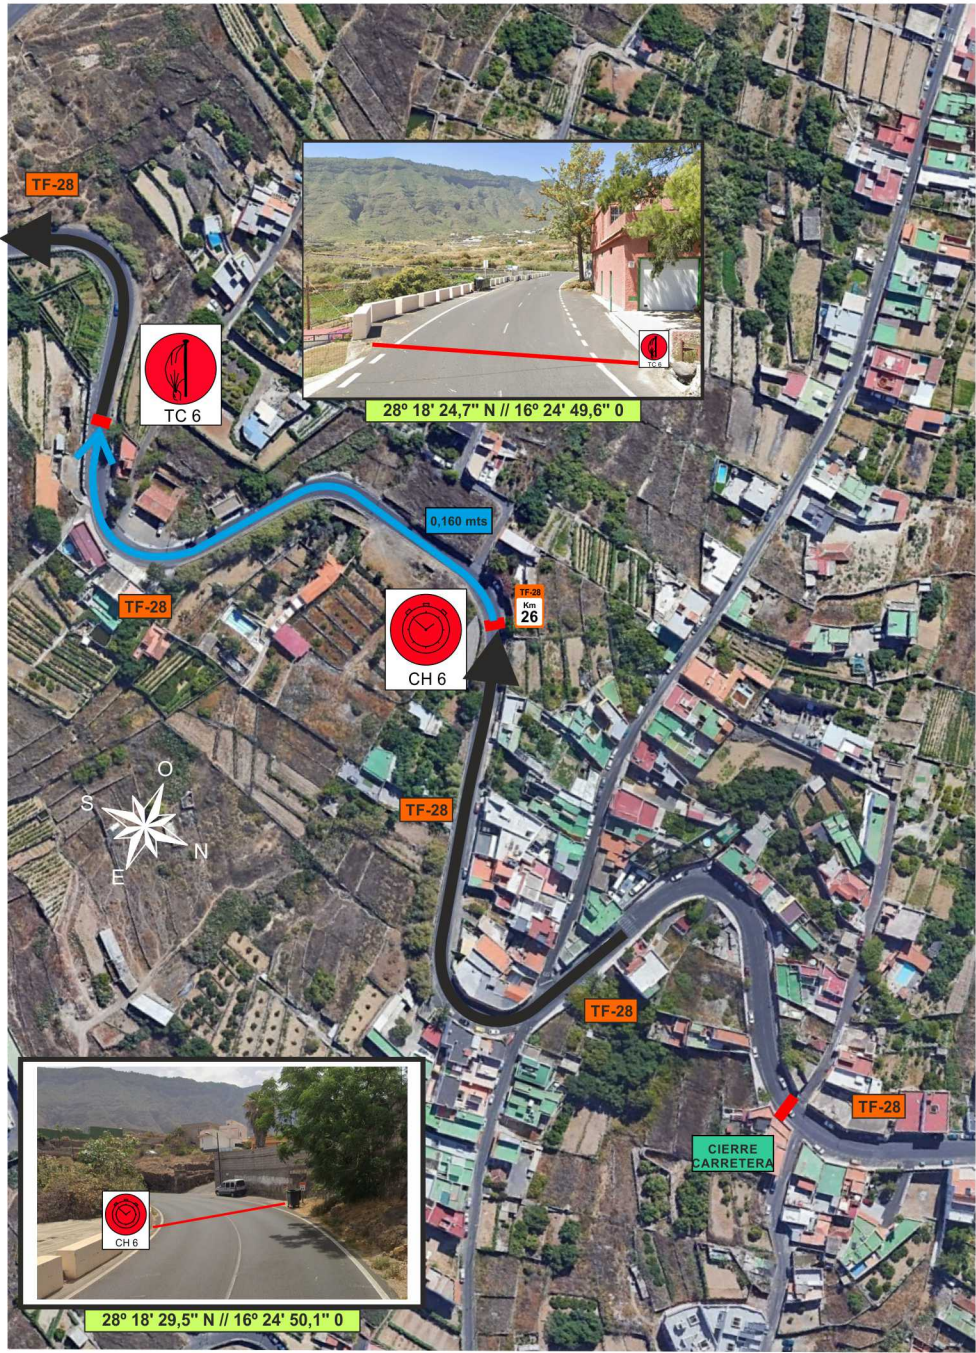 TF-28
TC 6
TC 6
28º 18' 24,7" N // 16º 24' 49,6" 0
0,160 mts
TF-28
TF-28
Km
26
CH 6
O
S
N
E
TF-28
TF-28
TF-28
CIERRE
CARRETERA
CH 6
28º 18' 29,5" N // 16º 24' 50,1" 0